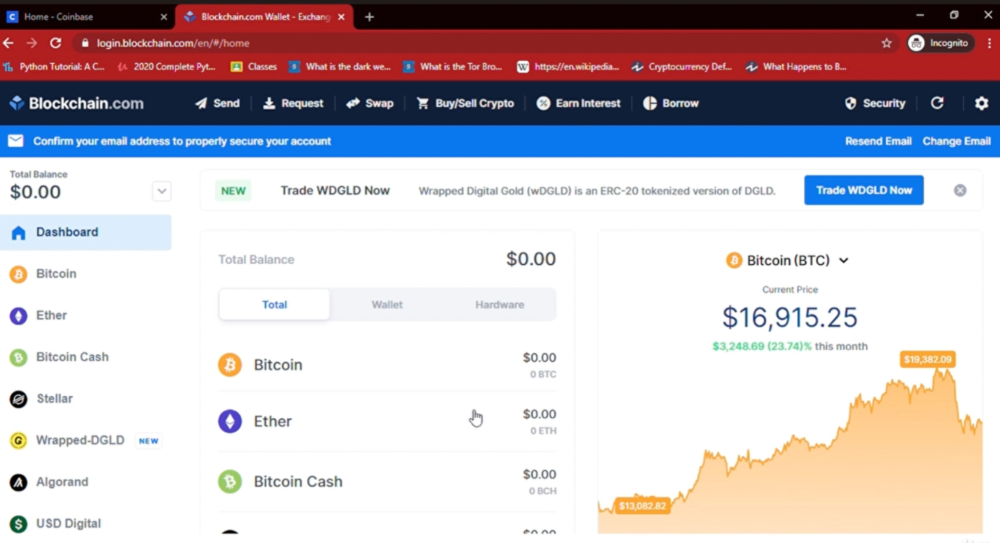 Home - Coinbase
Blockchain.com Wallet - Exchang
login.blockchain.com/en/#/home
Incognito
Python Tutorial: A C...
2020 Complete Pyt...
Classes
What is the dark we...
What is the Tor Bro...
https://en.wikipedia...
Cryptocurrency Def...
What Happens to B...
Blockchain.com
Send
Request
Swap
Buy/Sell Crypto
Earn Interest
Borrow
Security
Confirm your email address to properly secure your account
Resend Email
Change Email
Total Balance
$0.00
NEW
Trade WDGLD Now
Wrapped Digital Gold (wDGLD) is an ERC-20 tokenized version of DGLD.
Trade WDGLD Now
Dashboard
Bitcoin
Ether
Bitcoin Cash
Stellar
Wrapped-DGLD NEW
Algorand
USD Digital
Total Balance
$0.00
Total
Wallet
Hardware
Bitcoin
$0.00
0 BTC
Ether
$0.00
0 ETH
Bitcoin Cash
$0.00
0 BCH
Bitcoin (BTC)
Current Price
$16,915.25
$3,248.69 (23.74)% this month
$19,382.09
$13,082.82